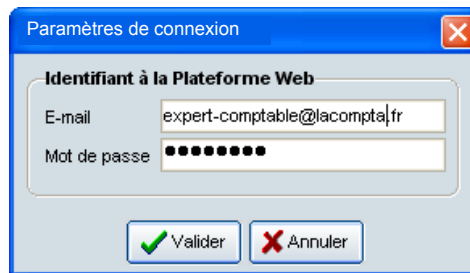 Paramètres de connexion
Identifiant à la Plateforme Web
E-mail
expert-comptable@lacompta.fr
Mot de passe ●●●●●●●●
Valider
Annuler